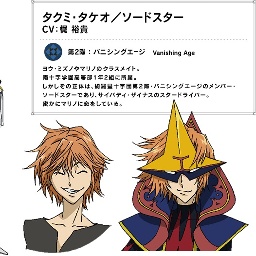 タクミ・タケオ／ソードスター
CV：梶 裕貴
第2階：バニシングエージ Vanishing Age
ヨウ・ミズノやマリノのクラスメイト。
南十字学園高等部1年2組に所属。
しかしその正体は、綺羅星十字団第2隊・バニシングエージのメンバー・
ソードスターであり、サイバディ・ザイナスのスタードライバー。
密かにマリノに恋をしている。